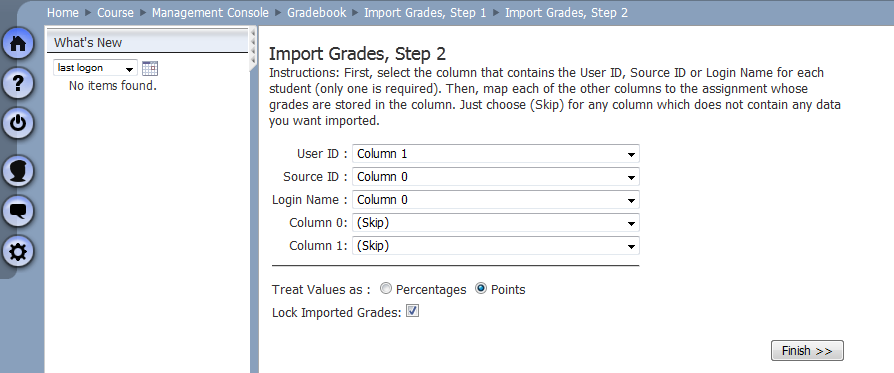 Home Course Management Console Gradebook Import Grades, Step 1 Import Grades, Step 2
What's New
last logon
No items found.
Import Grades, Step 2
Instructions: First, select the column that contains the User ID, Source ID or Login Name for each
student (only one is required). Then, map each of the other columns to the assignment whose
grades are stored in the column. Just choose (Skip) for any column which does not contain any data
you want imported.
User ID : Column 1
Source ID : Column 0
Login Name : Column 0
Column 0: (Skip)
Column 1: (Skip)
Treat Values as : Percentages Points
Lock Imported Grades:
Finish >>